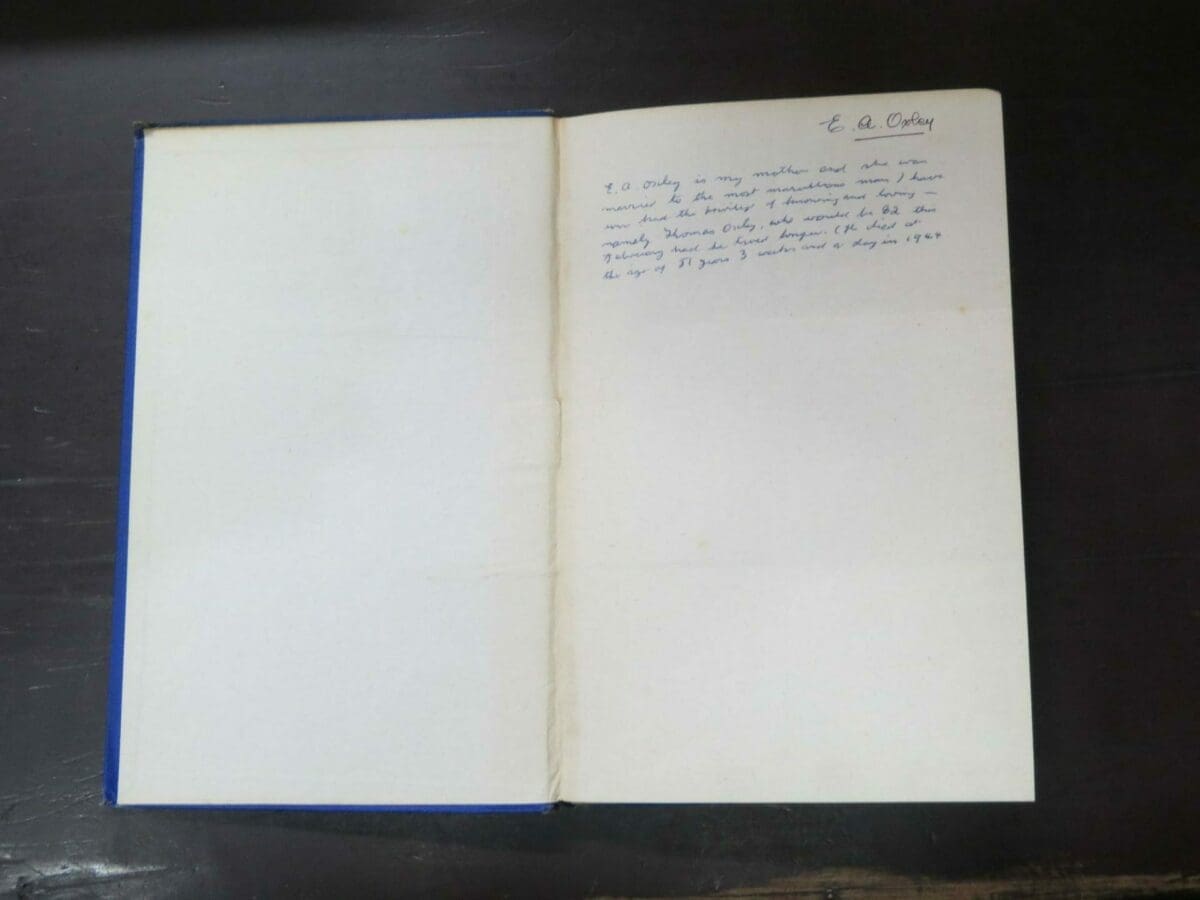 E. A. Oxley
E. A. Oxley is my mother and she was
married to the most marvellous man I have
ever had the privilege of knowing and loving —
namely Thomas Oxley, who would be 82 this
February had he lived longer. (He died at
the age of 51 years 3 weeks and a day in 1944